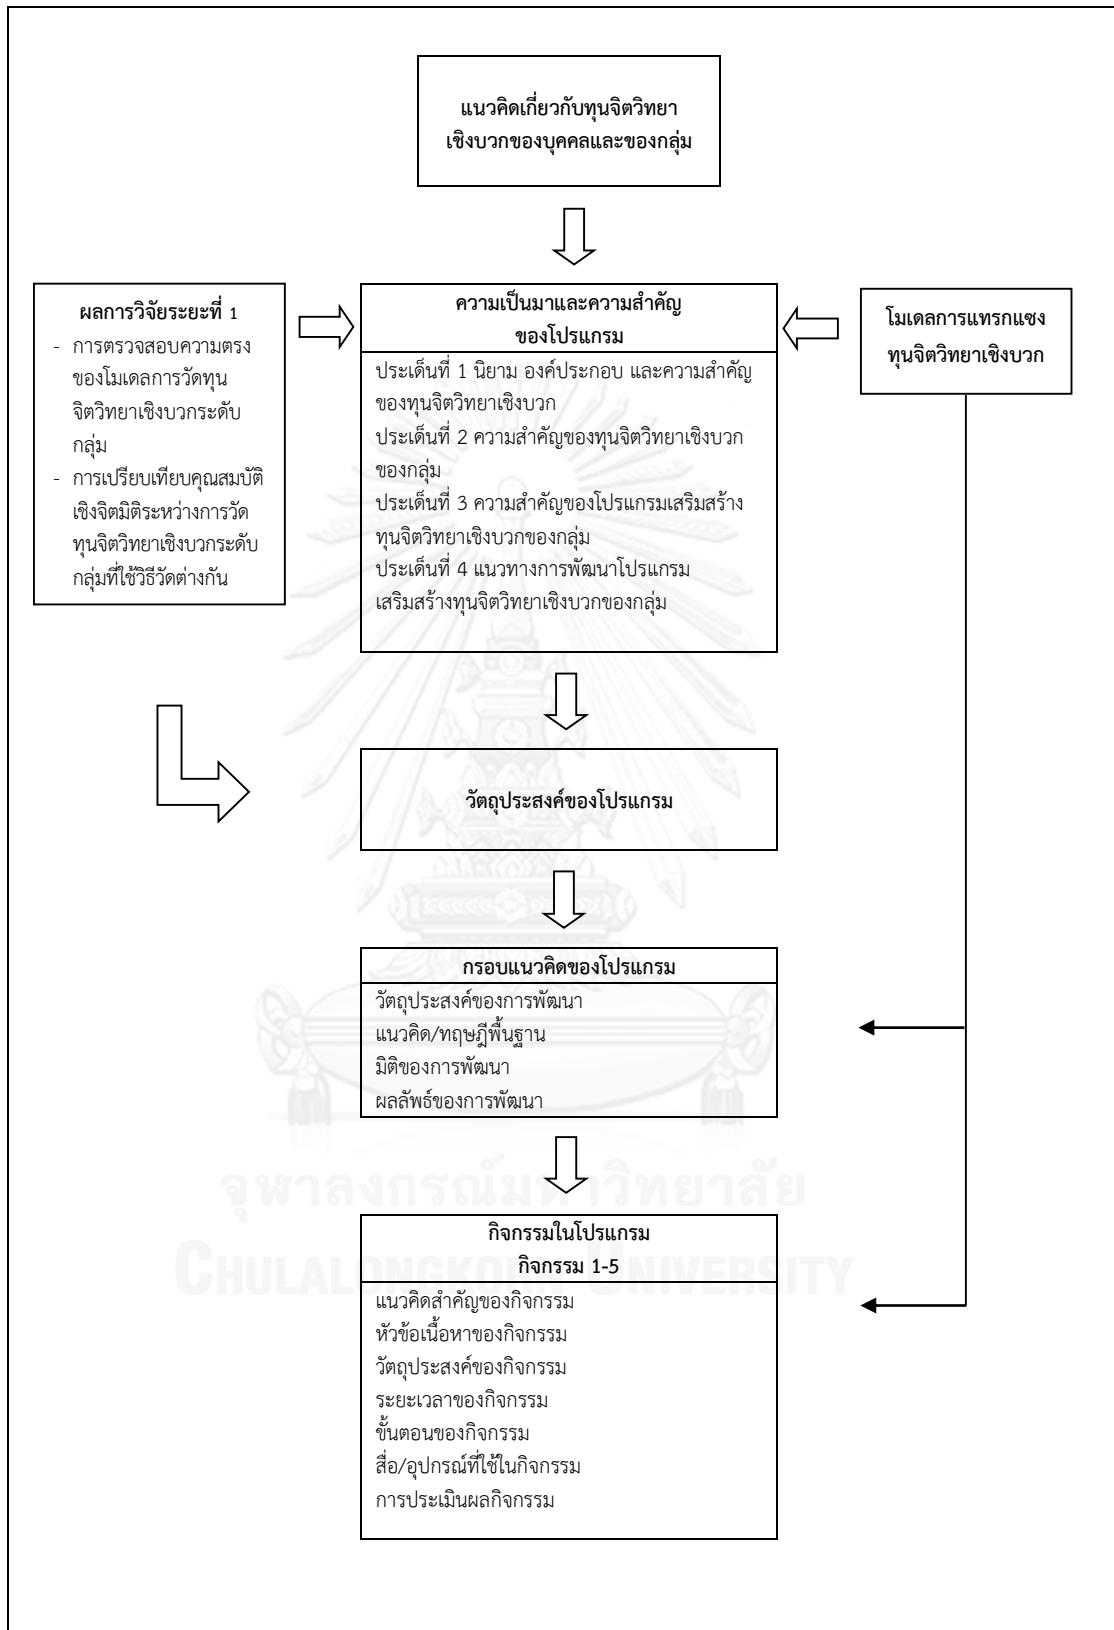 แนวคิดเกี่ยวกับทุนจิตวิทยา
เชิงบวกของบุคคลและของกลุ่ม
ผลการวิจัยระยะที่ 1
- การตรวจสอบความตรง
ของโมเดลการวัดทุน
จิตวิทยาเชิงบวกระดับ
กลุ่ม
- การเปรียบเทียบคุณสมบัติ
เชิงจิตมิติระหว่างการวัด
ทุนจิตวิทยาเชิงบวกระดับ
กลุ่มที่ใช้วิธีวัดต่างกัน
ความเป็นมาและความสำคัญ
ของโปรแกรม
ประเด็นที่ 1 นิยาม องค์ประกอบ และความสำคัญ
ของทุนจิตวิทยาเชิงบวก
ประเด็นที่ 2 ความสำคัญของทุนจิตวิทยาเชิงบวก
ของกลุ่ม
ประเด็นที่ 3 ความสำคัญของโปรแกรมเสริมสร้าง
ทุนจิตวิทยาเชิงบวกของกลุ่ม
ประเด็นที่ 4 แนวทางการพัฒนาโปรแกรม
เสริมสร้างทุนจิตวิทยาเชิงบวกของกลุ่ม
โมเดลการแทรกแซง
ทุนจิตวิทยาเชิงบวก
วัตถุประสงค์ของโปรแกรม
กรอบแนวคิดของโปรแกรม
วัตถุประสงค์ของการพัฒนา
แนวคิด/ทฤษฎีพื้นฐาน
มิติของการพัฒนา
ผลลัพธ์ของการพัฒนา
จุฬาลงกรณ์มหาวิทยาลัย
CHULALONGKORN UNIVERSITY
กิจกรรมในโปรแกรม
กิจกรรม 1-5
แนวคิดสำคัญของกิจกรรม
หัวข้อเนื้อหาของกิจกรรม
วัตถุประสงค์ของกิจกรรม
ระยะเวลาของกิจกรรม
ขั้นตอนของกิจกรรม
สื่อ/อุปกรณ์ที่ใช้ในกิจกรรม
การประเมินผลกิจกรรม